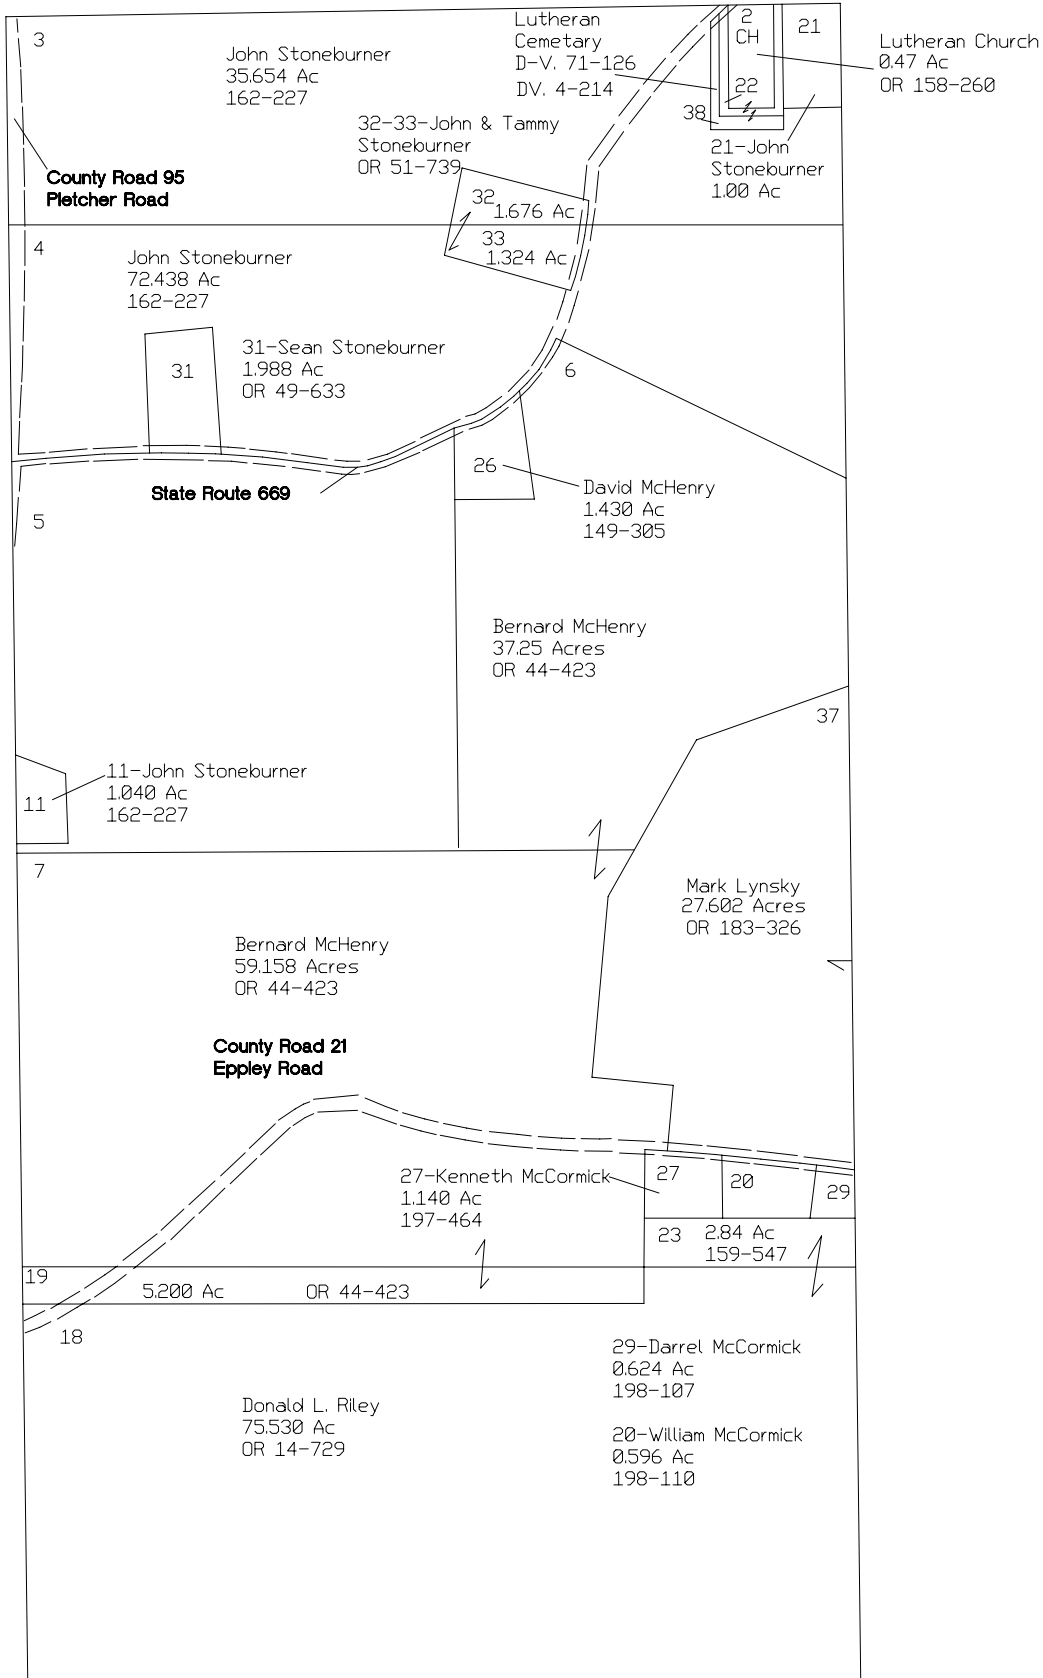 3
John Stoneburner
35.654 Ac
162-227
Lutheran
Cemetary
D-V. 71-126
DV. 4-214
2
CH
21
22
38
Lutheran Church
0.47 Ac
OR 158-260
21-John
Stoneburner
1.00 Ac
32-33-John & Tammy
Stoneburner
OR 51-739
County Road 95
Pletcher Road
32
1.676 Ac
33
1.324 Ac
4
John Stoneburner
72.438 Ac
162-227
31
31-Sean Stoneburner
1.988 Ac
OR 49-633
6
26
David McHenry
1.430 Ac
149-305
State Route 669
5
Bernard McHenry
37.25 Acres
OR 44-423
37
11
11-John Stoneburner
1.040 Ac
162-227
7
Mark Lynsky
27.602 Acres
OR 183-326
Bernard McHenry
59.158 Acres
OR 44-423
County Road 21
Eppley Road
27-Kenneth McCormick
1.140 Ac
197-464
27
20
29
23
2.84 Ac
159-547
19
5.200 Ac OR 44-423
18
29-Darrel McCormick
0.624 Ac
198-107
Donald L. Riley
75.530 Ac
OR 14-729
20-William McCormick
0.596 Ac
198-110